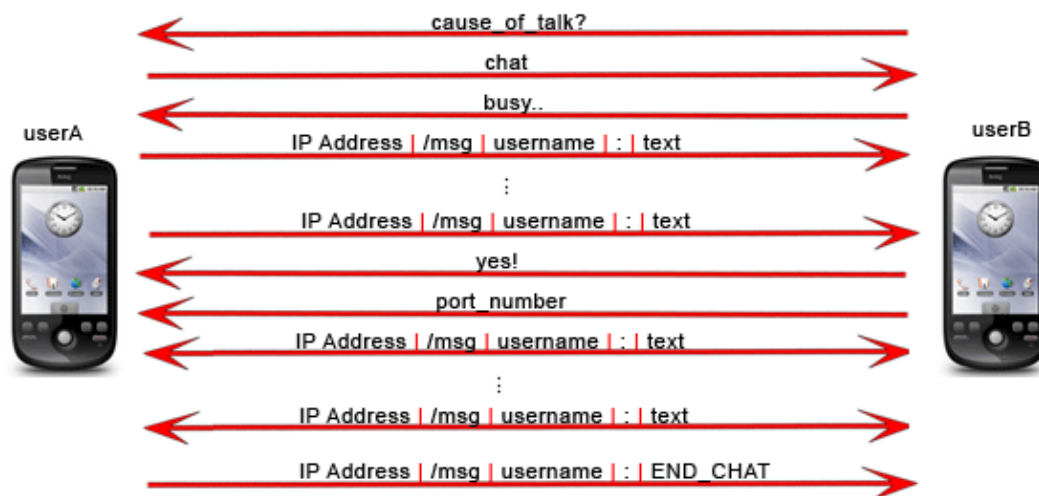 cause_of_talk?
chat
busy..
userA
userB
IP Address | /msg | username | : | text
⋮
IP Address | /msg | username | : | text
yes!
port_number
IP Address | /msg | username | : | text
⋮
IP Address | /msg | username | : | text
IP Address | /msg | username | : | END_CHAT